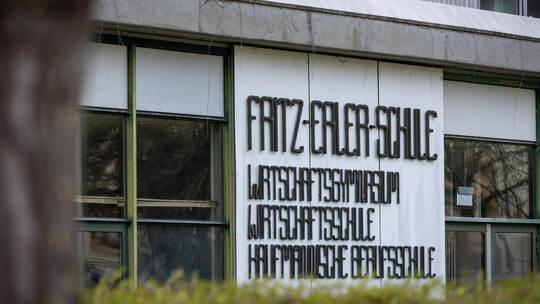 FRITZ-ERLER-SCHULE
WIRTSCHAFTSGYMNASIUM
WIRTSCHAFTSSCHULE
KAUFMÄNNISCHE BERUFSSCHULE